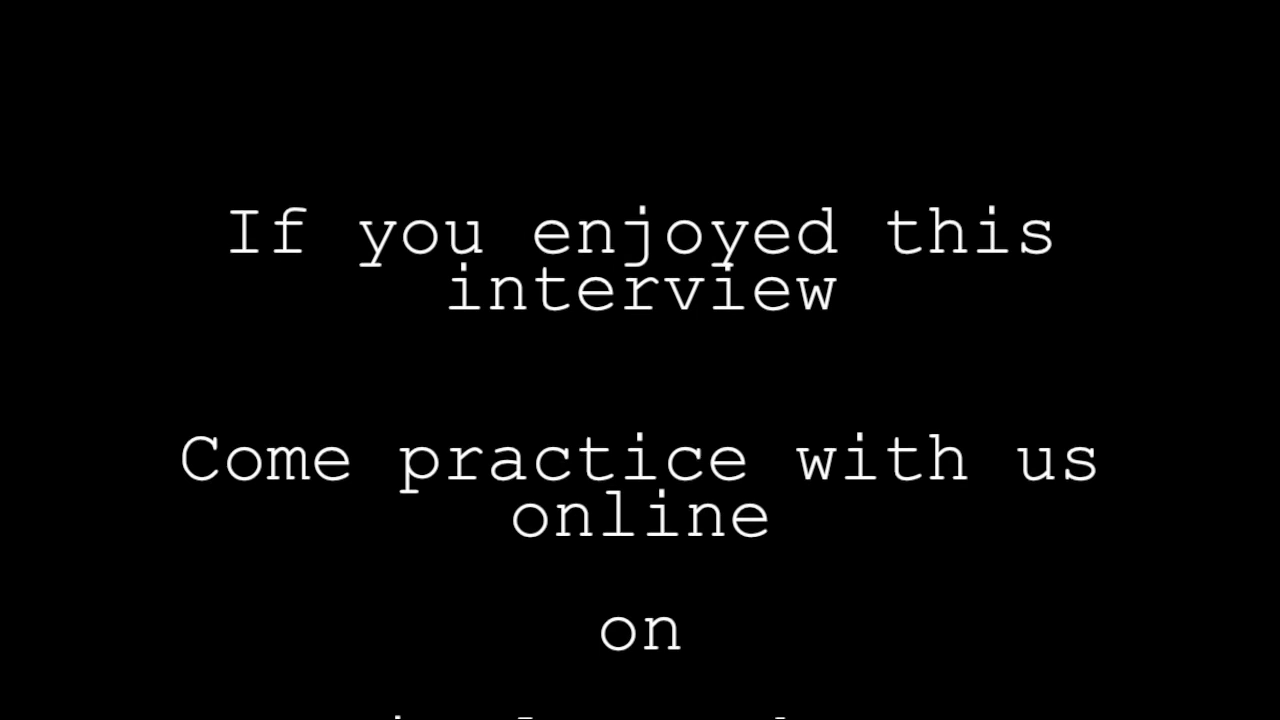 If you enjoyed this
interview
Come practice with us
online
on